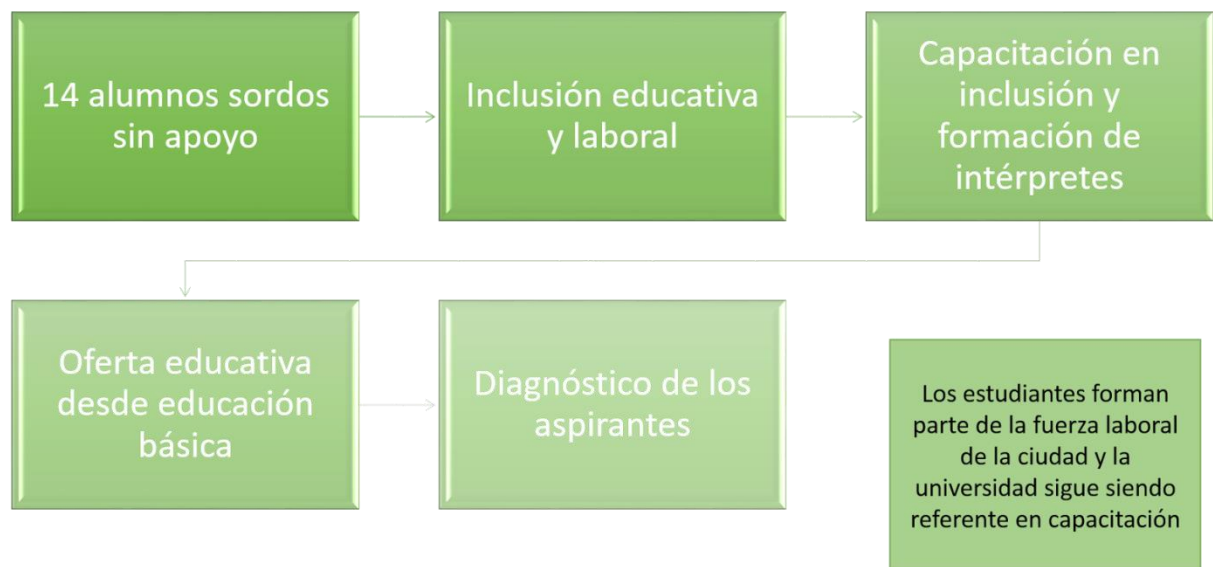 14 alumnos sordos
sin apoyo
Inclusión educativa
y laboral
Capacitación en
inclusión y
formación de
intérpretes
Oferta educativa
desde educación
básica
Diagnóstico de los
aspirantes
Los estudiantes forman
parte de la fuerza laboral
de la ciudad y la
universidad sigue siendo
referente en capacitación